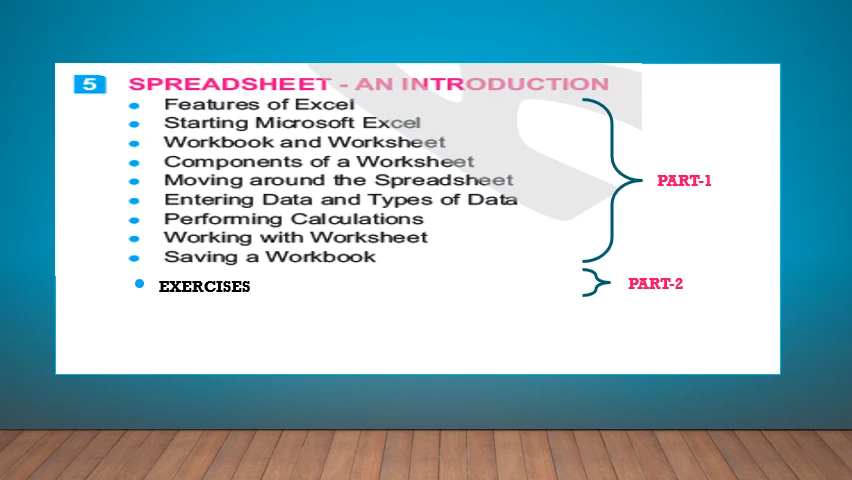 5 SPREADSHEET - AN INTRODUCTION
Features of Excel
Starting Microsoft Excel
Workbook and Worksheet
Components of a Worksheet
Moving around the Spreadsheet
Entering Data and Types of Data
Performing Calculations
Working with Worksheet
Saving a Workbook
PART-1
EXERCISES
PART-2